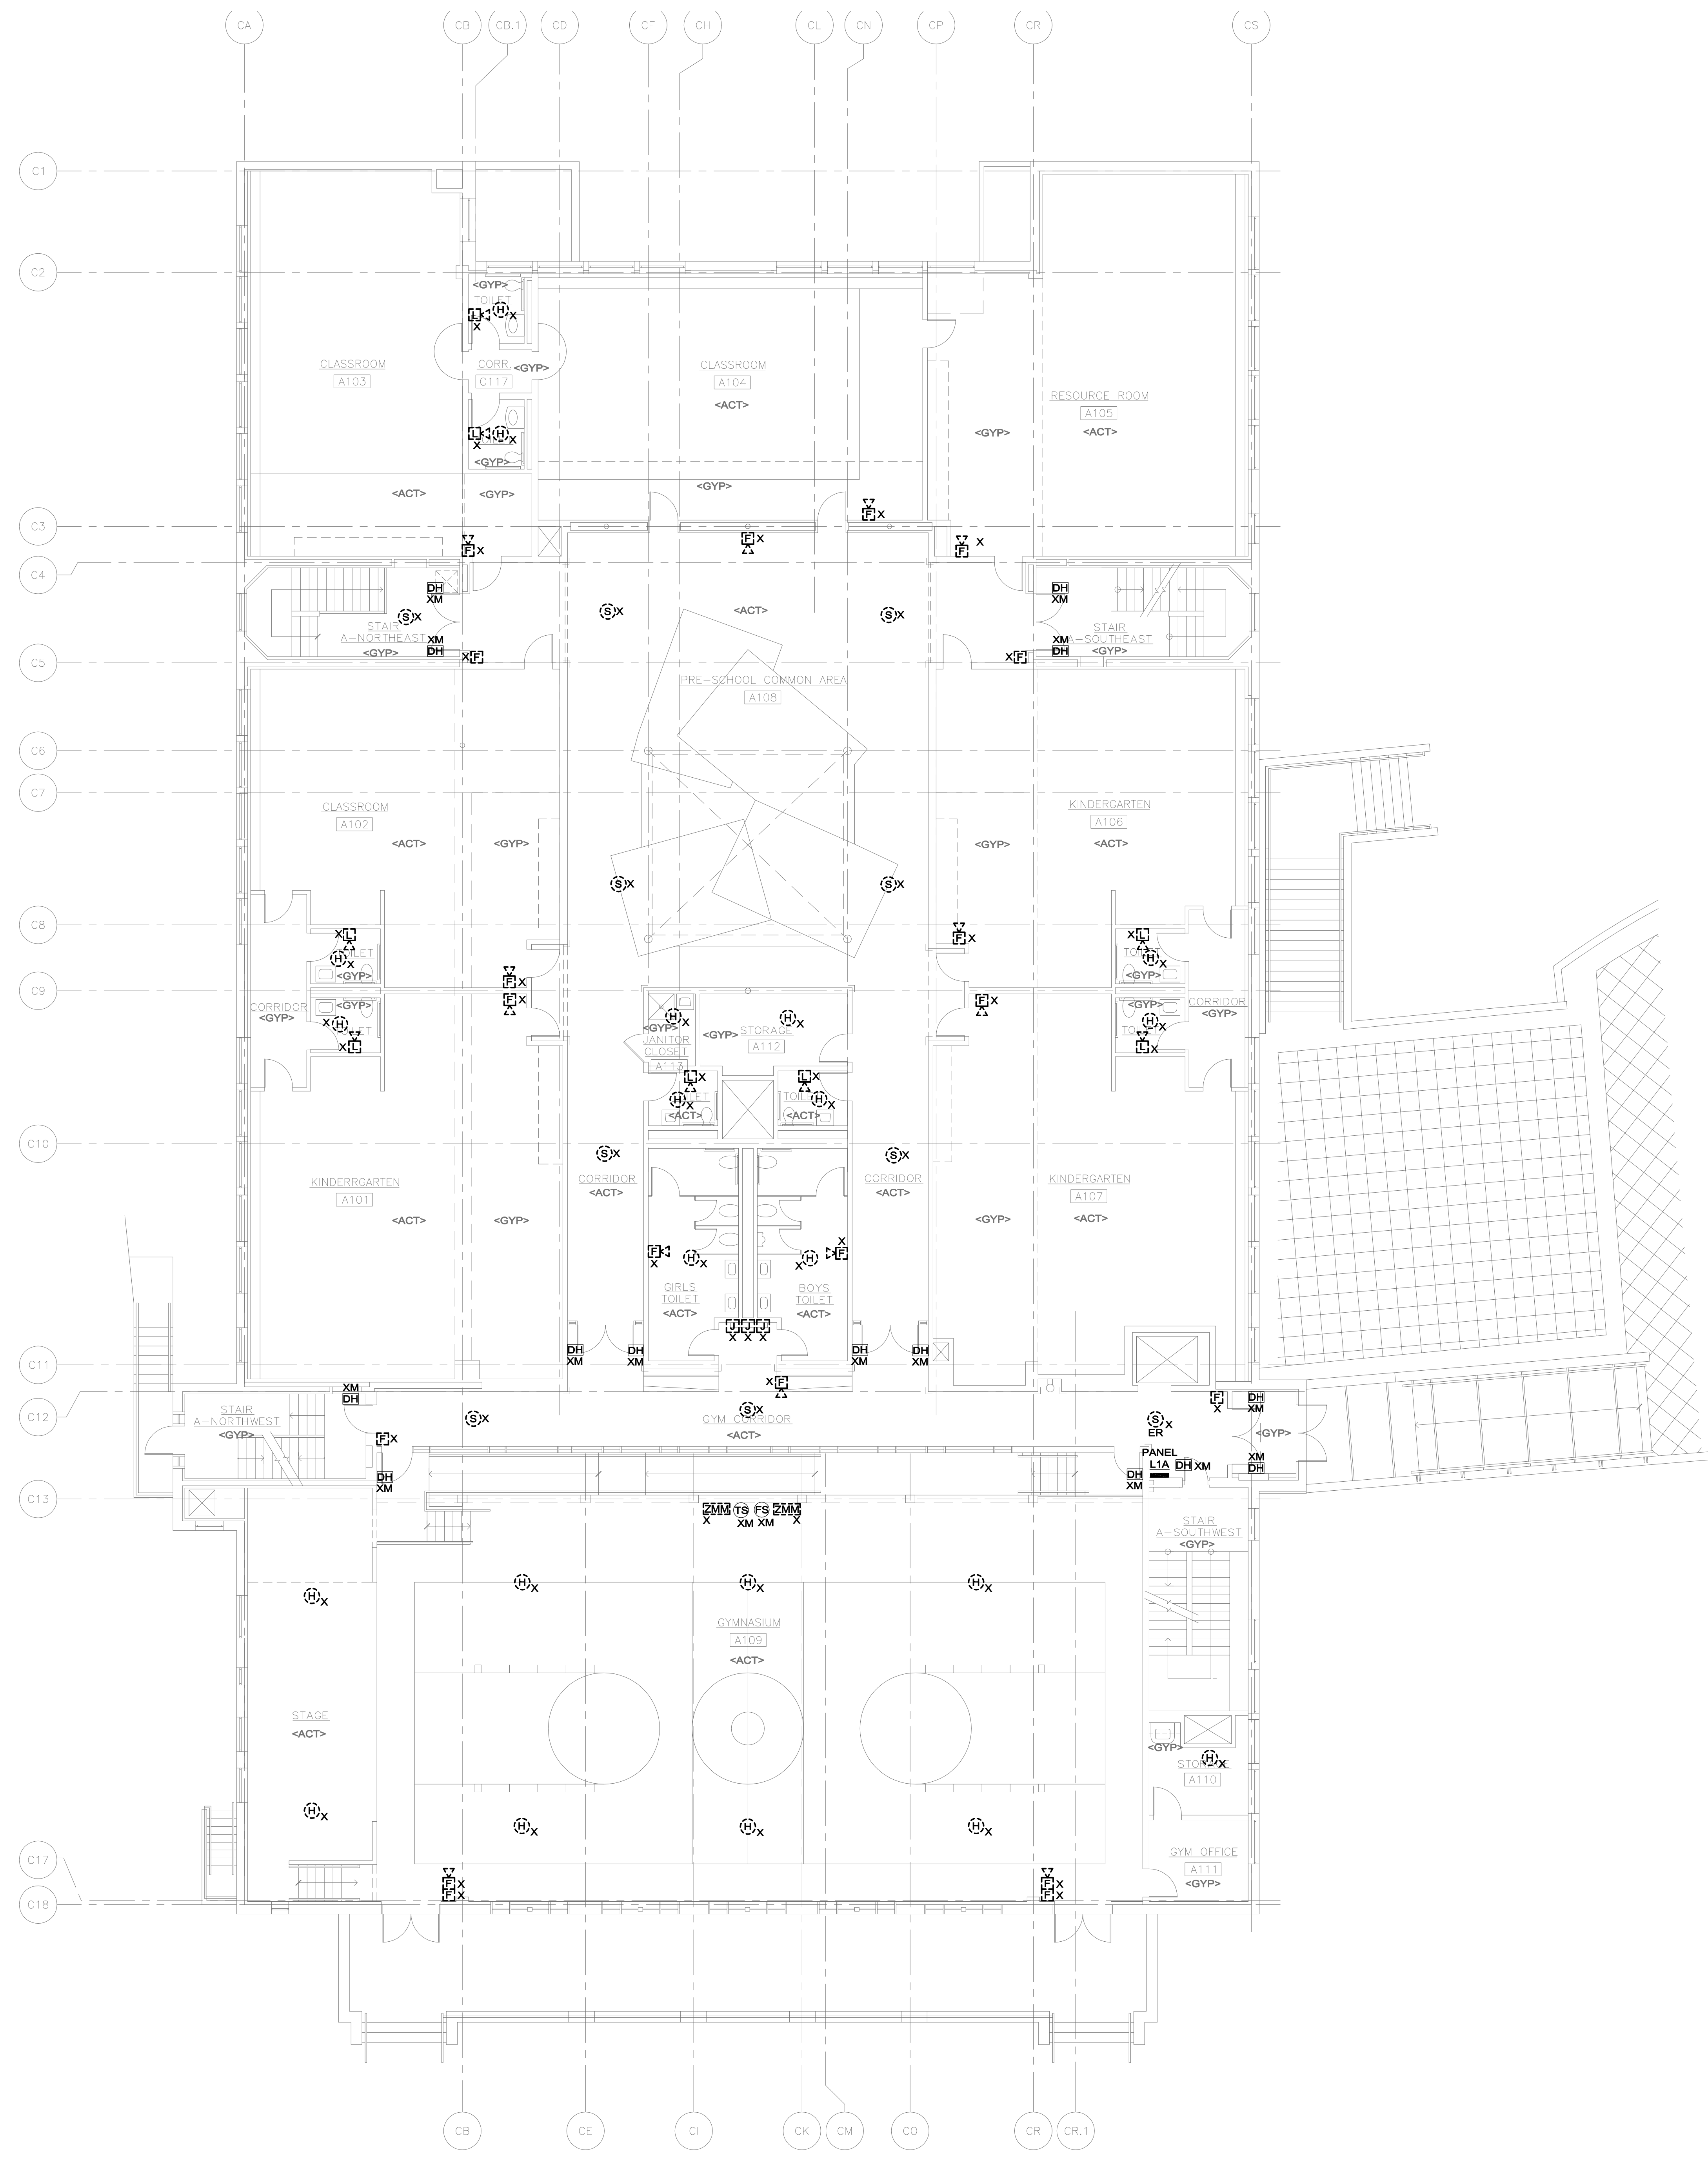 CA
CB
CB.1
CD
CF
CH
CL
CN
CP
CR
CS
C1
C2
<GYP>
TOILET
H
L
X
X
CLASSROOM
A103
CORR.
<GYP>
C117
CLASSROOM
A104
<ACT>
RESOURCE ROOM
A105
<ACT>
<GYP>
L
H
X
X
<GYP>
<ACT>
<GYP>
<GYP>
F X
C3
F X
F X
F
X
C4
DH
XM
S X
STAIR
A-NORTHEAST
<GYP>
XM
DH
X F
S X
<ACT>
S X
DH
XM
STAIR
A-SOUTHEAST
<GYP>
XM
DH
X F
C5
PRE-SCHOOL COMMON AREA
A108
C6
C7
CLASSROOM
A102
<ACT>
<GYP>
KINDERGARTEN
A106
<ACT>
<GYP>
S X
S X
C8
X L
H X
<GYP>
F
X
X L
H
X
<GYP>
C9
F X
F X
F
X
CORRIDOR
<GYP>
<GYP>
X H
X L
H X
<GYP>
JANITOR
CLOSET
A113
<GYP>
H X
STORAGE
A112
<GYP>
H
X
X
L
CORRIDOR
<GYP>
L X
H X
<ACT>
L X
TOILET
H
X
<ACT>
C10
KINDERRGARTEN
A101
<ACT>
<GYP>
S X
CORRIDOR
<ACT>
S X
CORRIDOR
<ACT>
KINDERGARTEN
A107
<ACT>
<GYP>
F
X
H X
GIRLS
TOILET
<ACT>
X
F
H
X
BOYS
TOILET
<ACT>
J J J
X X X
DH
XM
DH
XM
DH
XM
DH
XM
C11
C12
XM
DH
STAIR
A-NORTHWEST
<GYP>
F X
DH
XM
S X
X F
S X
GYM CORRIDOR
<ACT>
S X
ER
F
X
DH
XM
<GYP>
XM
DH
PANEL
L1A
DH XM
DH
XM
C13
ZMM
X
TS
XM
FS
XM
ZMM
X
STAIR
A-SOUTHWEST
<GYP>
H X
H X
H X
H X
GYMNASIUM
A109
<ACT>
STAGE
<ACT>
<GYP>
H X
STORAGE
A110
H X
H X
H X
H X
C17
C18
F X
F X
F X
F X
GYM OFFICE
A111
<GYP>
CB
CE
CI
CK
CM
CO
CR
CR.1